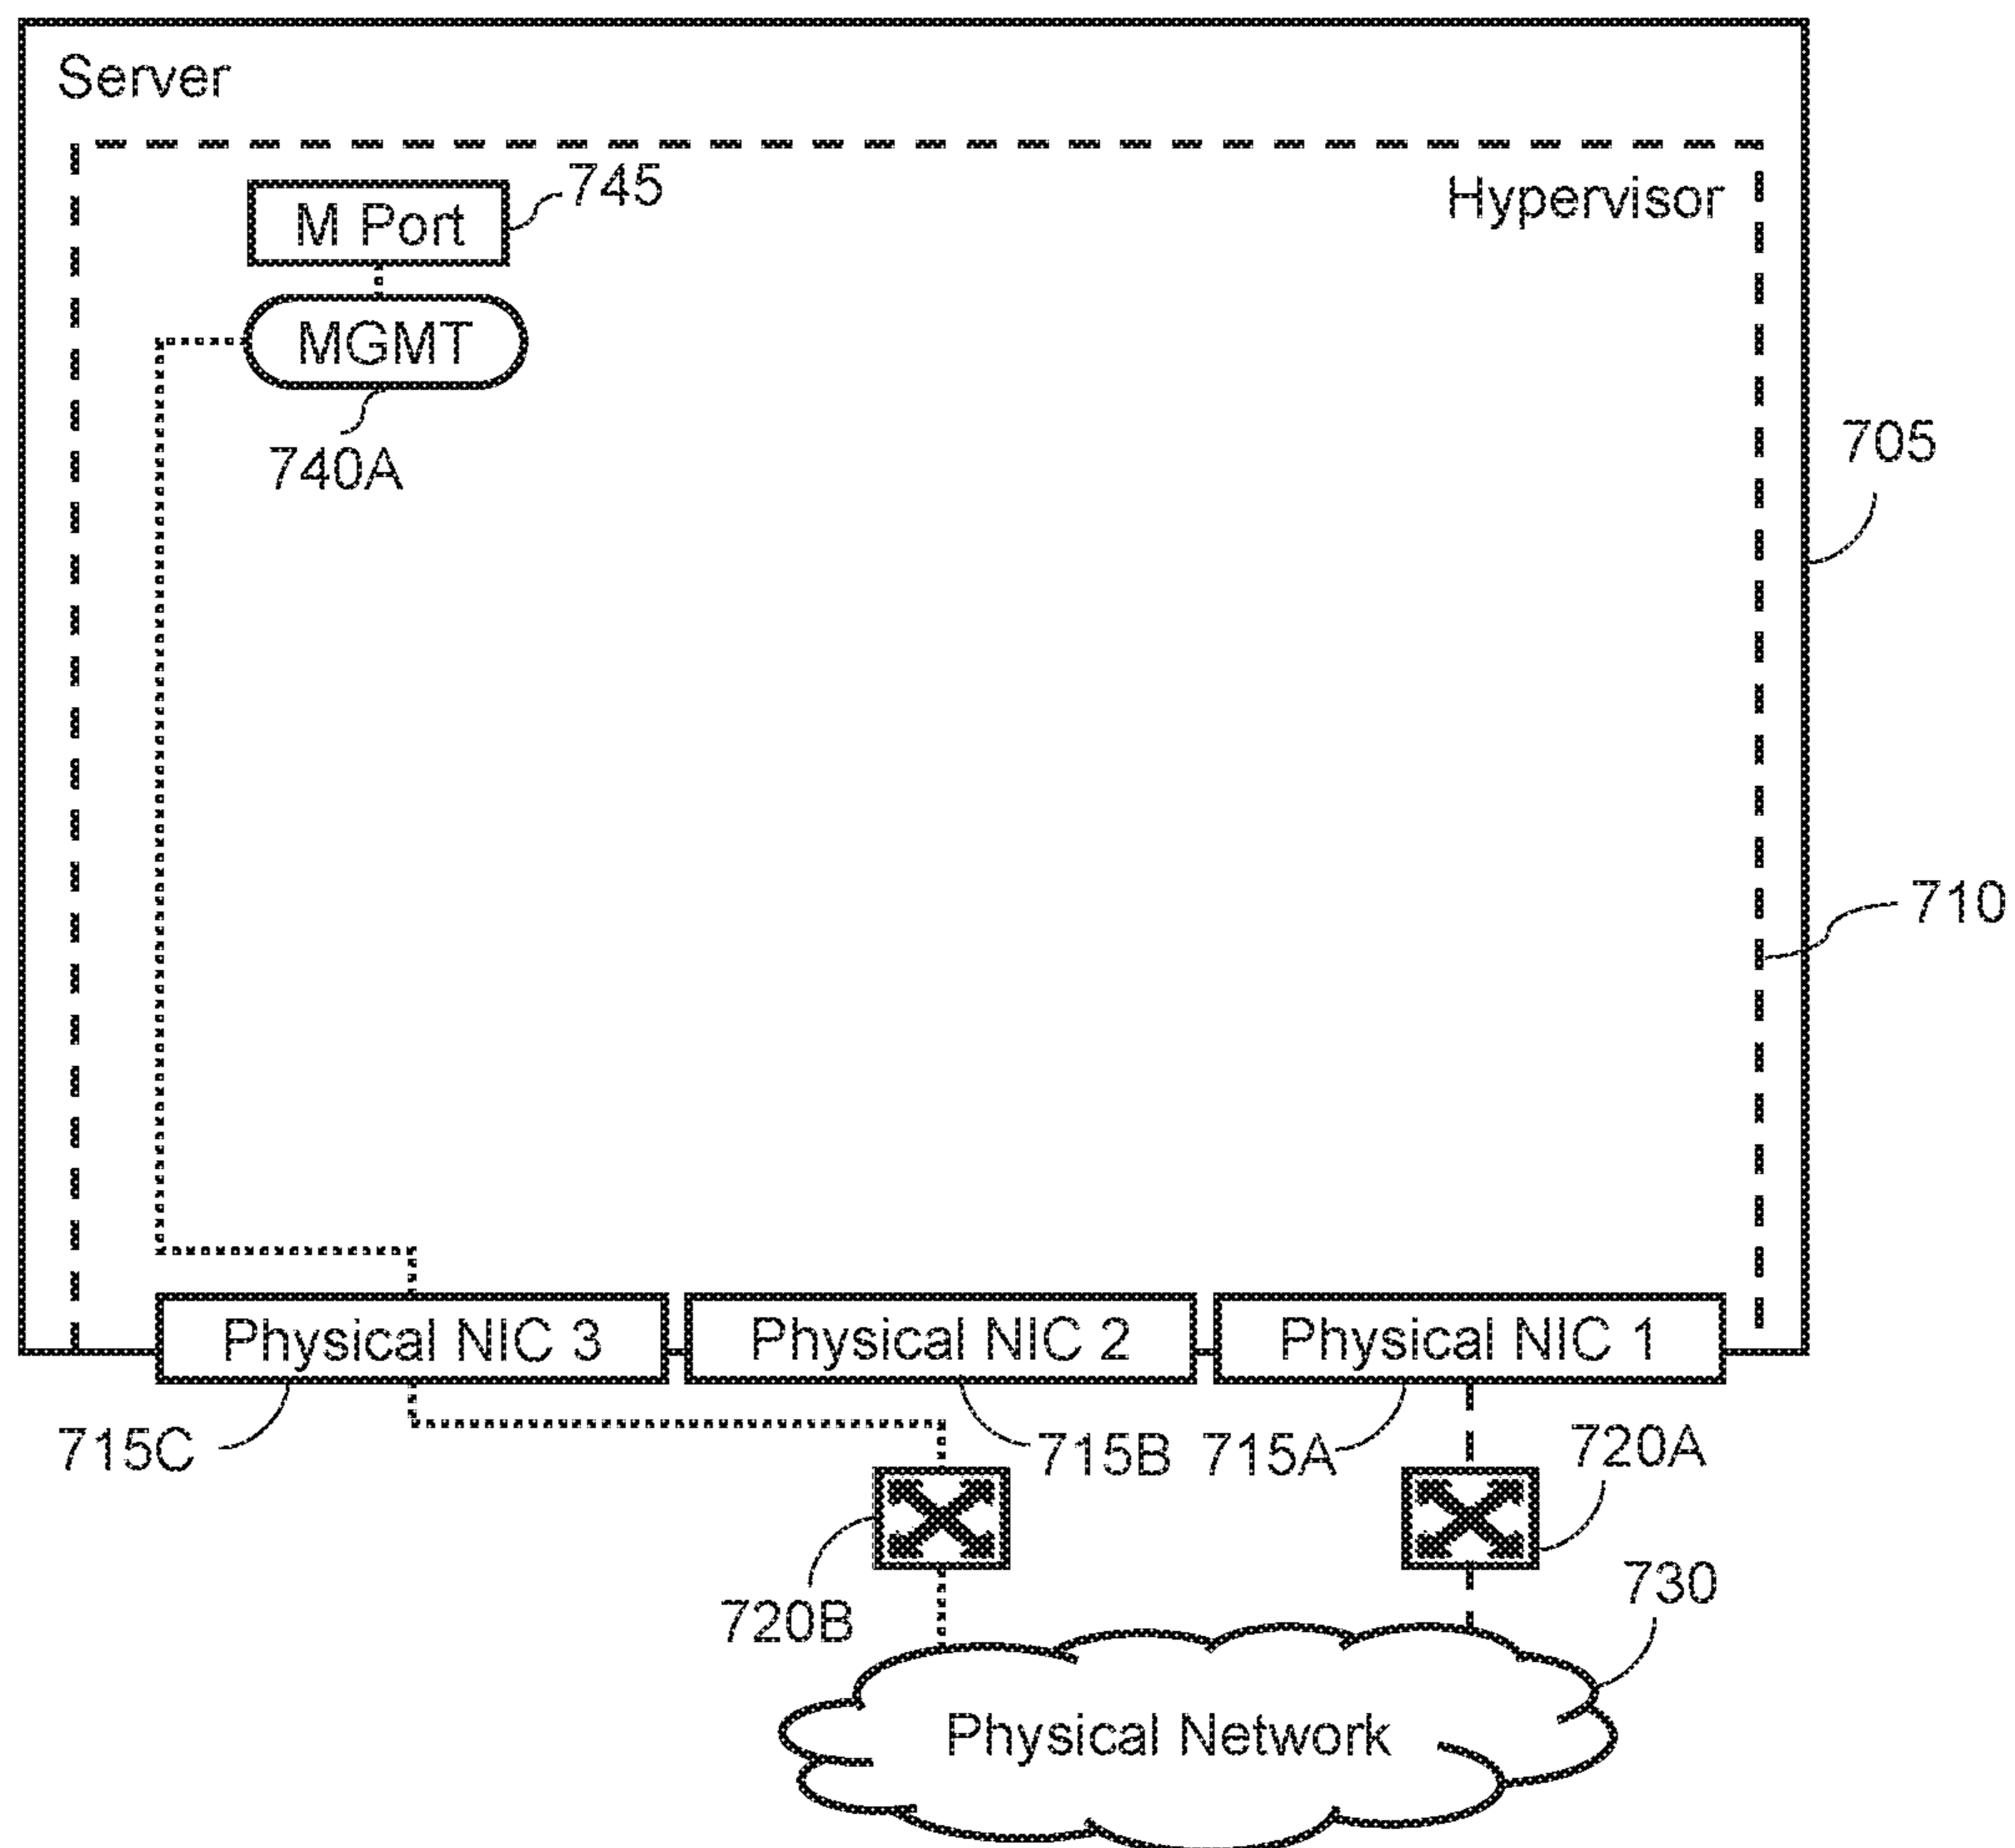 Server
Hypervisor
M Port
745
MGMT
740A
705
710
Physical NIC 3
Physical NIC 2
Physical NIC 1
715C
715B
715A
720A
720B
730
Physical Network